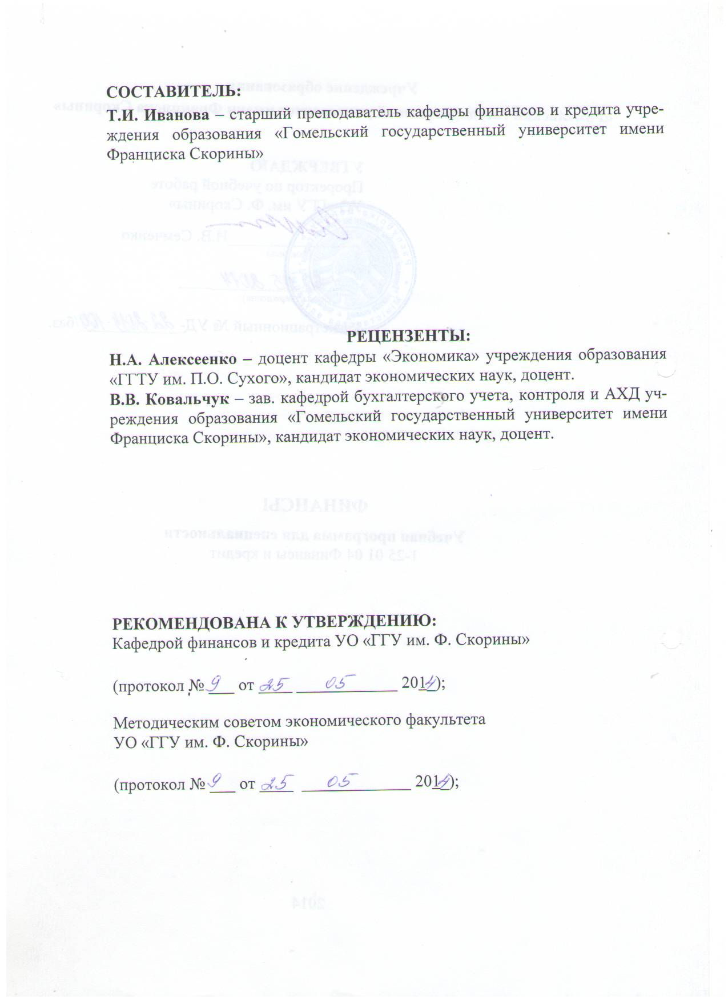 СОСТАВИТЕЛЬ:
Т.И. Иванова – старший преподаватель кафедры финансов и кредита учре-
ждения образования «Гомельский государственный университет имени
Франциска Скорины»
РЕЦЕНЗЕНТЫ:
Н.А. Алексеенко – доцент кафедры «Экономика» учреждения образования
«ГГТУ им. П.О. Сухого», кандидат экономических наук, доцент.
В.В. Ковальчук – зав. кафедрой бухгалтерского учета, контроля и АХД уч-
реждения образования «Гомельский государственный университет имени
Франциска Скорины», кандидат экономических наук, доцент.
РЕКОМЕНДОВАНА К УТВЕРЖДЕНИЮ:
Кафедрой финансов и кредита УО «ГГУ им. Ф. Скорины»
(протокол № 9 от 25 05 2014);
Методическим советом экономического факультета
УО «ГГУ им. Ф. Скорины»
(протокол № 9 от 25 05 2014);